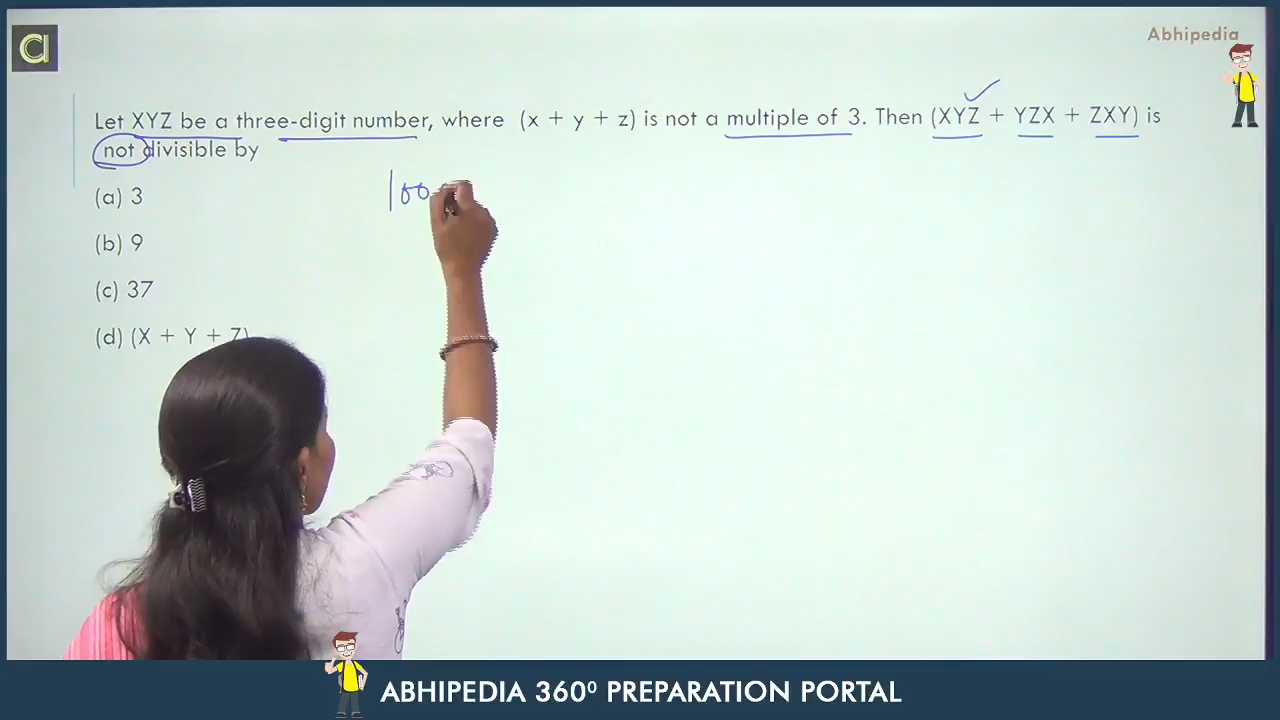 Abhipedia
Let XYZ be a three-digit number, where (x + y + z) is not a multiple of 3. Then (XYZ + YZX + ZXY) is
not divisible by
(a) 3
(b) 9
(c) 37
(d) (X + Y + Z)
100
ABHIPEDIA 360⁰ PREPARATION PORTAL